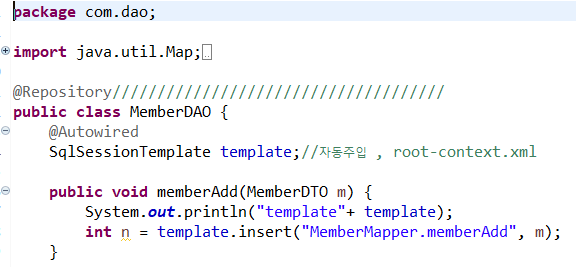 package com.dao;
import java.util.Map;
@Repository/////////////////////////////////////
public class MemberDAO {
@Autowired
SqlSessionTemplate template;//자동주입 , root-context.xml
public void memberAdd(MemberDTO m) {
System.out.println("template"+ template);
int n = template.insert("MemberMapper.memberAdd", m);
}